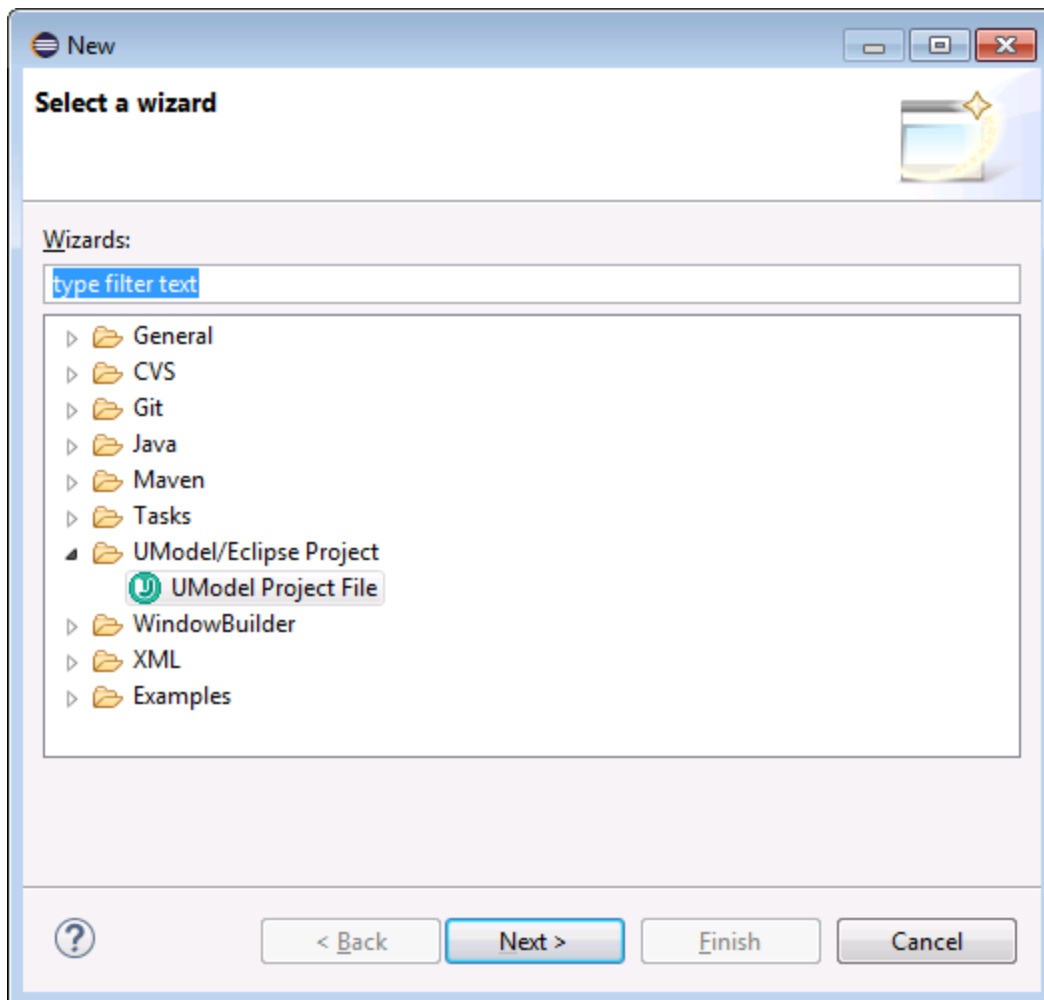 New
Select a wizard
Wizards:
type filter text
General
CVS
Git
Java
Maven
Tasks
UModel/Eclipse Project
UModel Project File
WindowBuilder
XML
Examples
? < Back Next > Finish Cancel